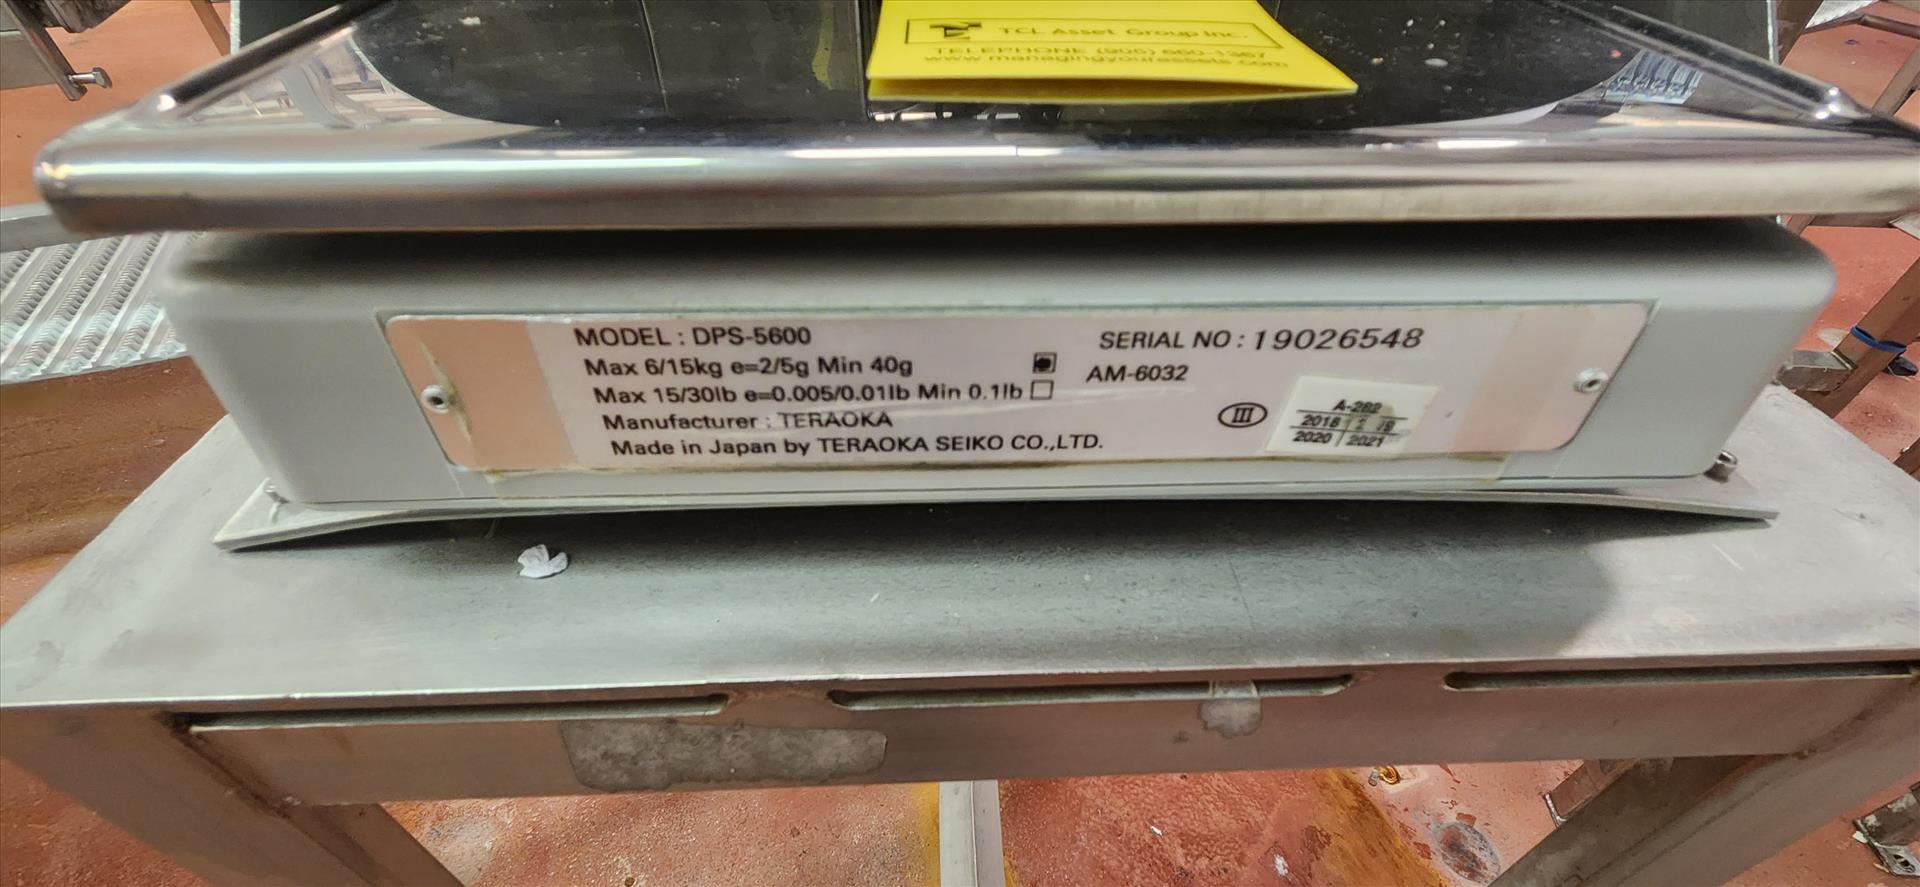 TCL Asset Group Inc.
TELEPHONE (905) 660-1367
www.managingyourassets.com
MODEL : DPS-5600
SERIAL NO : 19026548
Max 6/15kg e=2/5g Min 40g
AM-6032
Max 15/30lb e=0.005/0.01lb Min 0.1lb
Manufacturer : TERAOKA
Made in Japan by TERAOKA SEIKO CO.,LTD.
III
A-282
2018
2020 2021